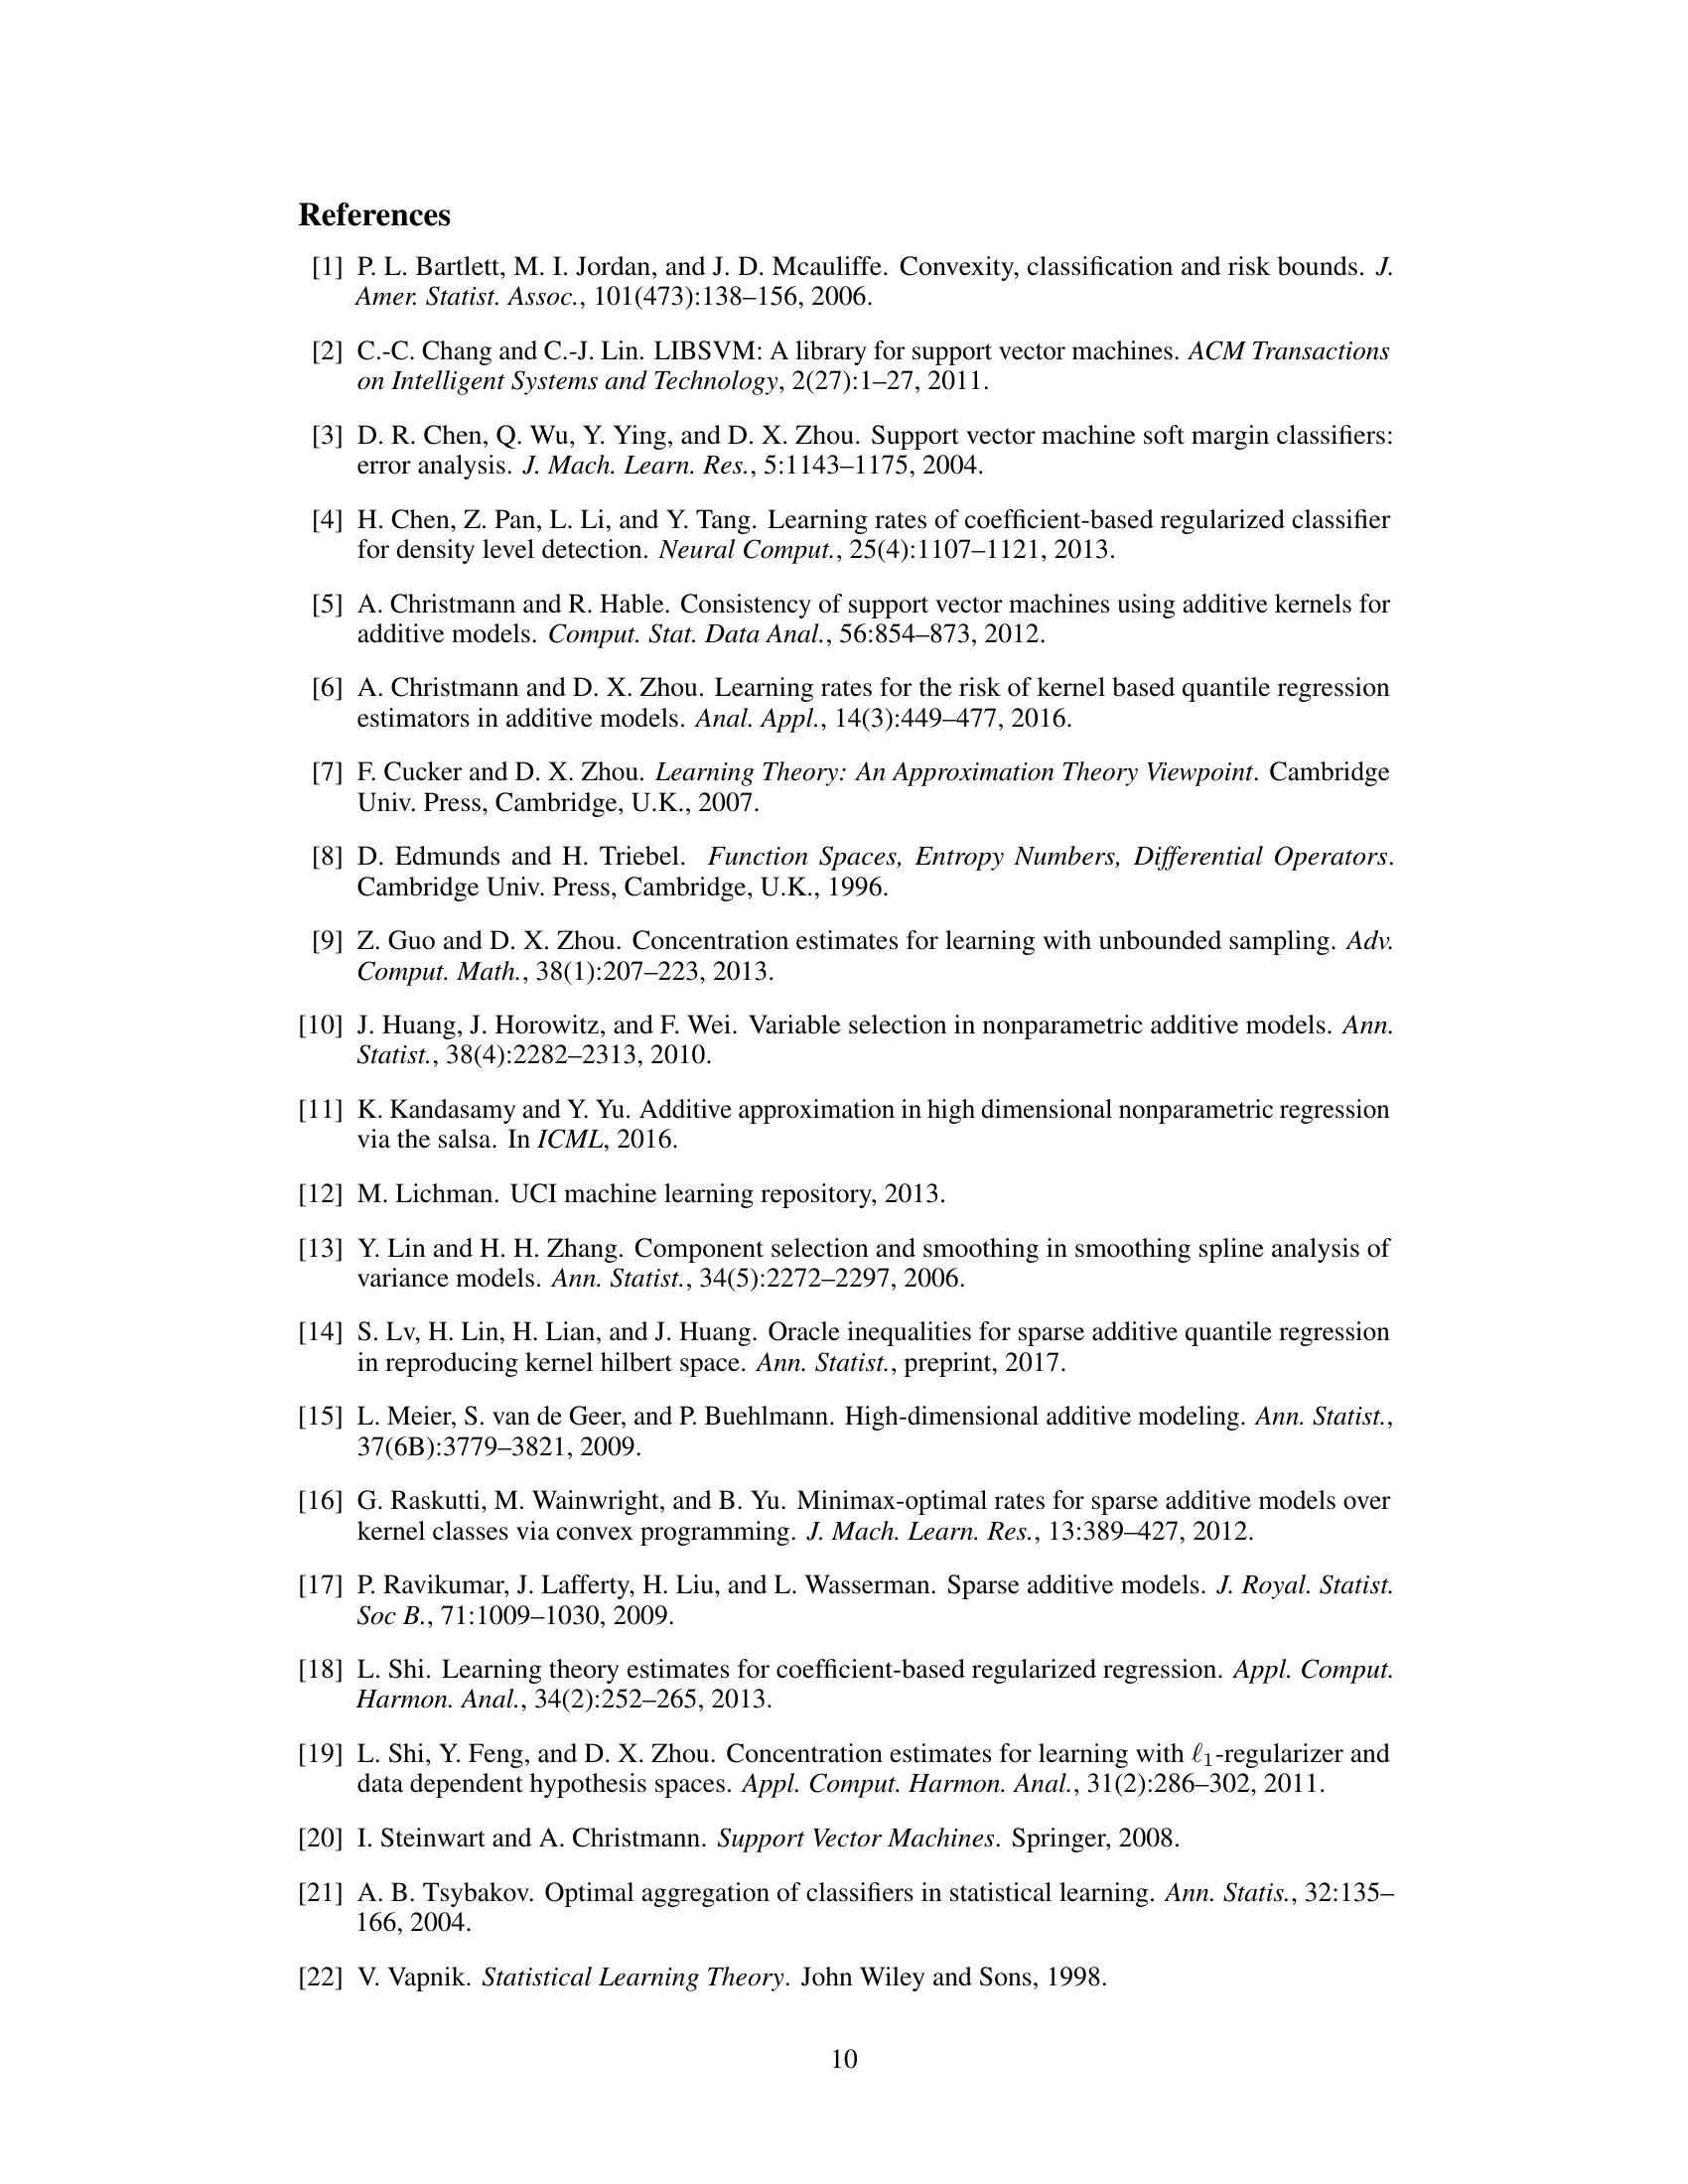 References
[1] P. L. Bartlett, M. I. Jordan, and J. D. Mcauliffe. Convexity, classification and risk bounds. J.
Amer. Statist. Assoc., 101(473):138–156, 2006.
[2] C.-C. Chang and C.-J. Lin. LIBSVM: A library for support vector machines. ACM Transactions
on Intelligent Systems and Technology, 2(27):1–27, 2011.
[3] D. R. Chen, Q. Wu, Y. Ying, and D. X. Zhou. Support vector machine soft margin classifiers:
error analysis. J. Mach. Learn. Res., 5:1143–1175, 2004.
[4] H. Chen, Z. Pan, L. Li, and Y. Tang. Learning rates of coefficient-based regularized classifier
for density level detection. Neural Comput., 25(4):1107–1121, 2013.
[5] A. Christmann and R. Hable. Consistency of support vector machines using additive kernels for
additive models. Comput. Stat. Data Anal., 56:854–873, 2012.
[6] A. Christmann and D. X. Zhou. Learning rates for the risk of kernel based quantile regression
estimators in additive models. Anal. Appl., 14(3):449–477, 2016.
[7] F. Cucker and D. X. Zhou. Learning Theory: An Approximation Theory Viewpoint. Cambridge
Univ. Press, Cambridge, U.K., 2007.
[8] D. Edmunds and H. Triebel. Function Spaces, Entropy Numbers, Differential Operators.
Cambridge Univ. Press, Cambridge, U.K., 1996.
[9] Z. Guo and D. X. Zhou. Concentration estimates for learning with unbounded sampling. Adv.
Comput. Math., 38(1):207–223, 2013.
[10] J. Huang, J. Horowitz, and F. Wei. Variable selection in nonparametric additive models. Ann.
Statist., 38(4):2282–2313, 2010.
[11] K. Kandasamy and Y. Yu. Additive approximation in high dimensional nonparametric regression
via the salsa. In ICML, 2016.
[12] M. Lichman. UCI machine learning repository, 2013.
[13] Y. Lin and H. H. Zhang. Component selection and smoothing in smoothing spline analysis of
variance models. Ann. Statist., 34(5):2272–2297, 2006.
[14] S. Lv, H. Lin, H. Lian, and J. Huang. Oracle inequalities for sparse additive quantile regression
in reproducing kernel hilbert space. Ann. Statist., preprint, 2017.
[15] L. Meier, S. van de Geer, and P. Buehlmann. High-dimensional additive modeling. Ann. Statist.,
37(6B):3779–3821, 2009.
[16] G. Raskutti, M. Wainwright, and B. Yu. Minimax-optimal rates for sparse additive models over
kernel classes via convex programming. J. Mach. Learn. Res., 13:389–427, 2012.
[17] P. Ravikumar, J. Lafferty, H. Liu, and L. Wasserman. Sparse additive models. J. Royal. Statist.
Soc B., 71:1009–1030, 2009.
[18] L. Shi. Learning theory estimates for coefficient-based regularized regression. Appl. Comput.
Harmon. Anal., 34(2):252–265, 2013.
[19] L. Shi, Y. Feng, and D. X. Zhou. Concentration estimates for learning with ℓ1-regularizer and
data dependent hypothesis spaces. Appl. Comput. Harmon. Anal., 31(2):286–302, 2011.
[20] I. Steinwart and A. Christmann. Support Vector Machines. Springer, 2008.
[21] A. B. Tsybakov. Optimal aggregation of classifiers in statistical learning. Ann. Statis., 32:135–
166, 2004.
[22] V. Vapnik. Statistical Learning Theory. John Wiley and Sons, 1998.
10